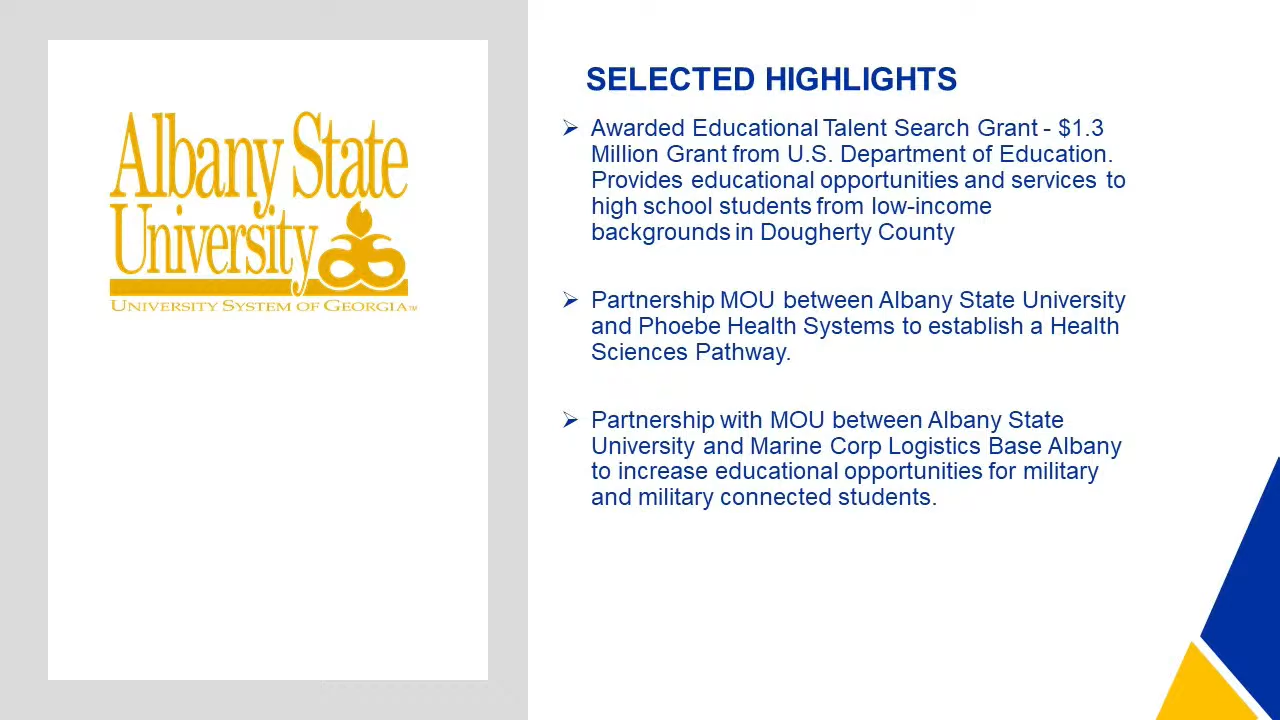 Albany State
University
UNIVERSITY SYSTEM OF GEORGIA™
SELECTED HIGHLIGHTS
➢ Awarded Educational Talent Search Grant - $1.3
Million Grant from U.S. Department of Education.
Provides educational opportunities and services to
high school students from low-income
backgrounds in Dougherty County
➢ Partnership MOU between Albany State University
and Phoebe Health Systems to establish a Health
Sciences Pathway.
➢ Partnership with MOU between Albany State
University and Marine Corp Logistics Base Albany
to increase educational opportunities for military
and military connected students.